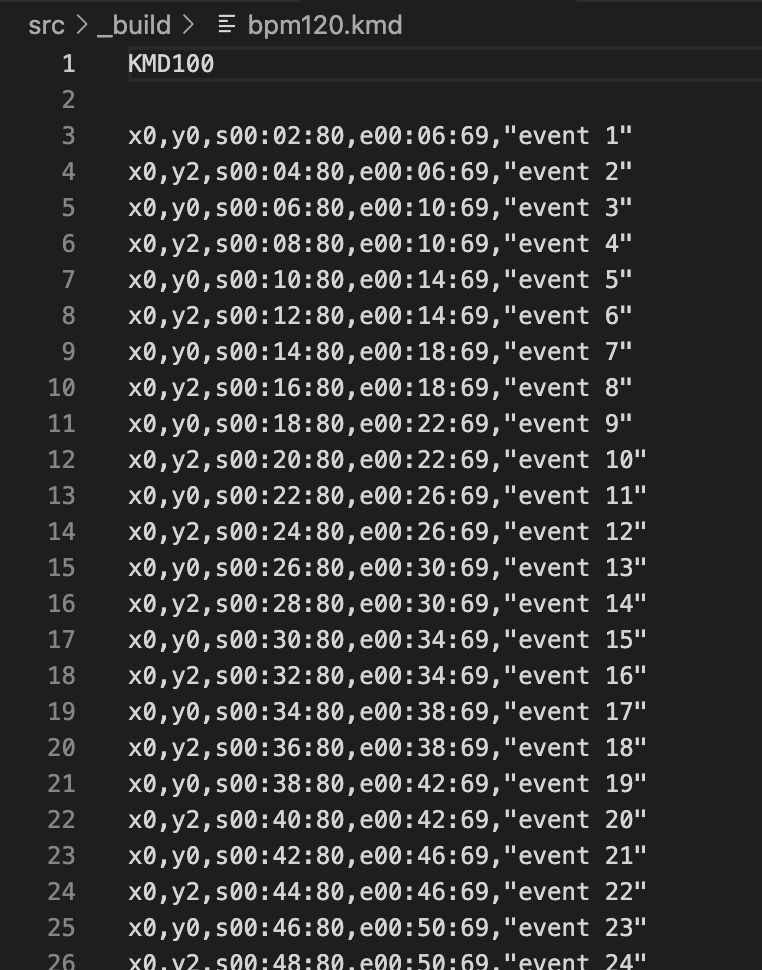 src > _build > bpm120.kmd
1 KMD100
2
3 x0,y0,s00:02:80,e00:06:69,"event 1"
4 x0,y2,s00:04:80,e00:06:69,"event 2"
5 x0,y0,s00:06:80,e00:10:69,"event 3"
6 x0,y2,s00:08:80,e00:10:69,"event 4"
7 x0,y0,s00:10:80,e00:14:69,"event 5"
8 x0,y2,s00:12:80,e00:14:69,"event 6"
9 x0,y0,s00:14:80,e00:18:69,"event 7"
10 x0,y2,s00:16:80,e00:18:69,"event 8"
11 x0,y0,s00:18:80,e00:22:69,"event 9"
12 x0,y2,s00:20:80,e00:22:69,"event 10"
13 x0,y0,s00:22:80,e00:26:69,"event 11"
14 x0,y2,s00:24:80,e00:26:69,"event 12"
15 x0,y0,s00:26:80,e00:30:69,"event 13"
16 x0,y2,s00:28:80,e00:30:69,"event 14"
17 x0,y0,s00:30:80,e00:34:69,"event 15"
18 x0,y2,s00:32:80,e00:34:69,"event 16"
19 x0,y0,s00:34:80,e00:38:69,"event 17"
20 x0,y2,s00:36:80,e00:38:69,"event 18"
21 x0,y0,s00:38:80,e00:42:69,"event 19"
22 x0,y2,s00:40:80,e00:42:69,"event 20"
23 x0,y0,s00:42:80,e00:46:69,"event 21"
24 x0,y2,s00:44:80,e00:46:69,"event 22"
25 x0,y0,s00:46:80,e00:50:69,"event 23"
26 x0,y2,s00:48:80,e00:50:69,"event 24"